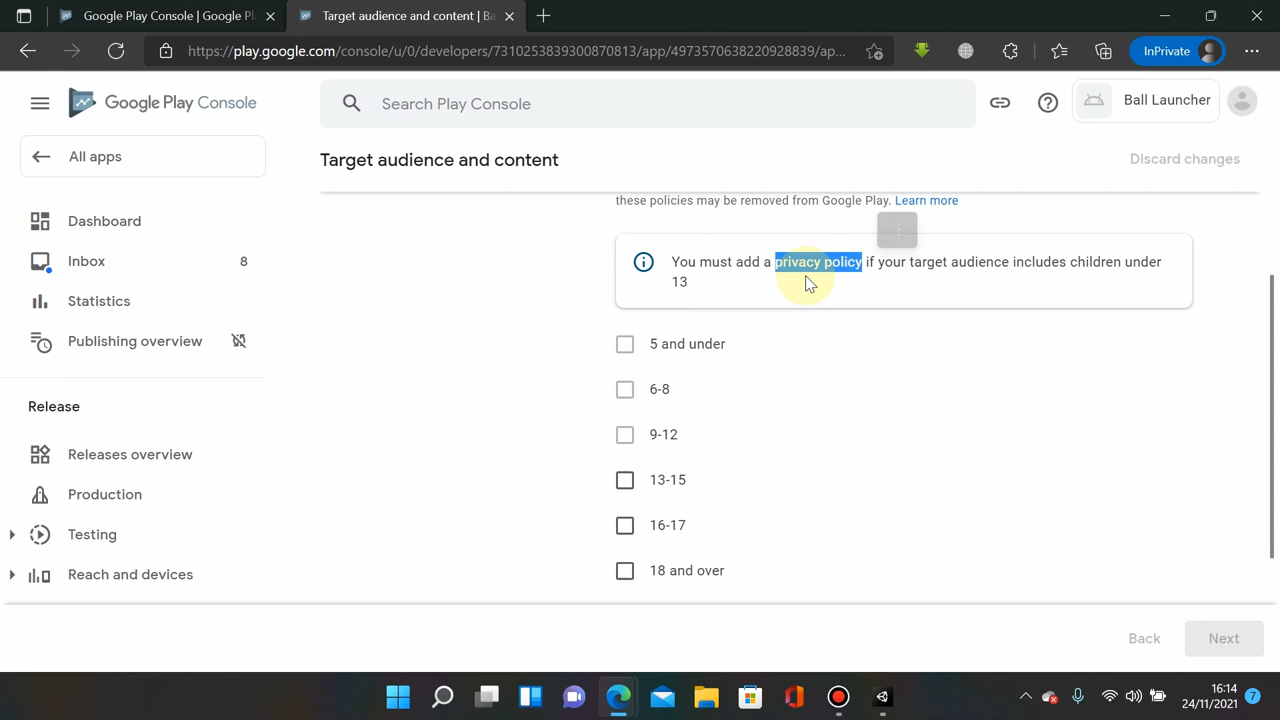 Google Play Console | Google Pl
Target audience and content | Ba
https://play.google.com/console/u/0/developers/7310253839300870813/app/4973570638220928839/ap...
InPrivate
Google Play Console
Search Play Console
Ball Launcher
All apps
Target audience and content
Discard changes
Dashboard
Inbox
8
Statistics
Publishing overview
Release
Releases overview
Production
Testing
Reach and devices
these policies may be removed from Google Play. Learn more
You must add a privacy policy if your target audience includes children under
13
5 and under
6-8
9-12
13-15
16-17
18 and over
Back
Next
16:14
24/11/2021
7